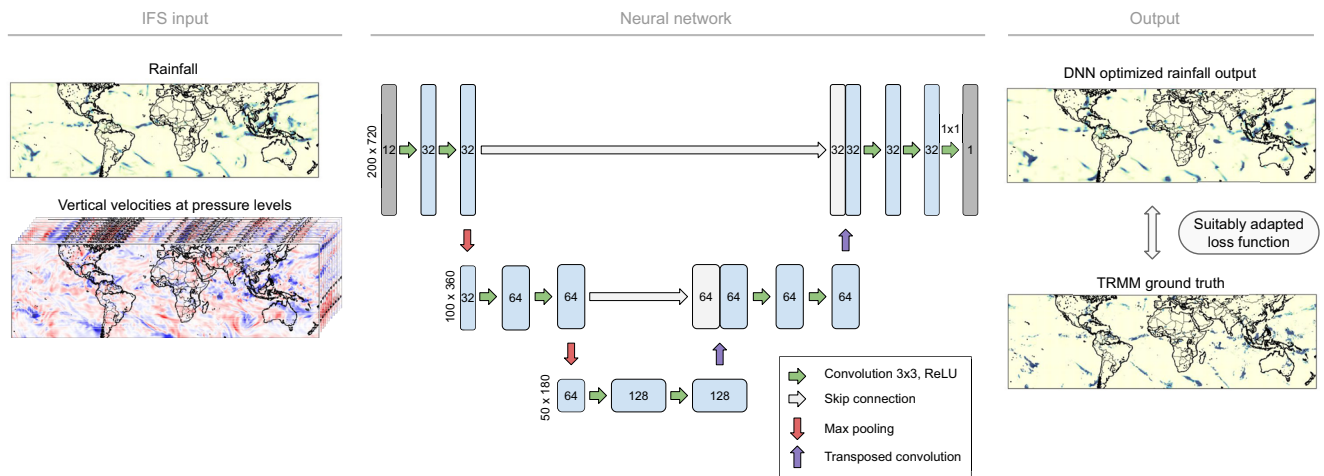 IFS input
Neural network
Output
Rainfall
Vertical velocities at pressure levels
200 x 720
12
32
32
32
32
32
32
1x1
1
100 x 360
32
64
64
64
64
64
64
50 x 180
64
128
128
Convolution 3x3, ReLU
Skip connection
Max pooling
Transposed convolution
DNN optimized rainfall output
Suitably adapted
loss function
TRMM ground truth